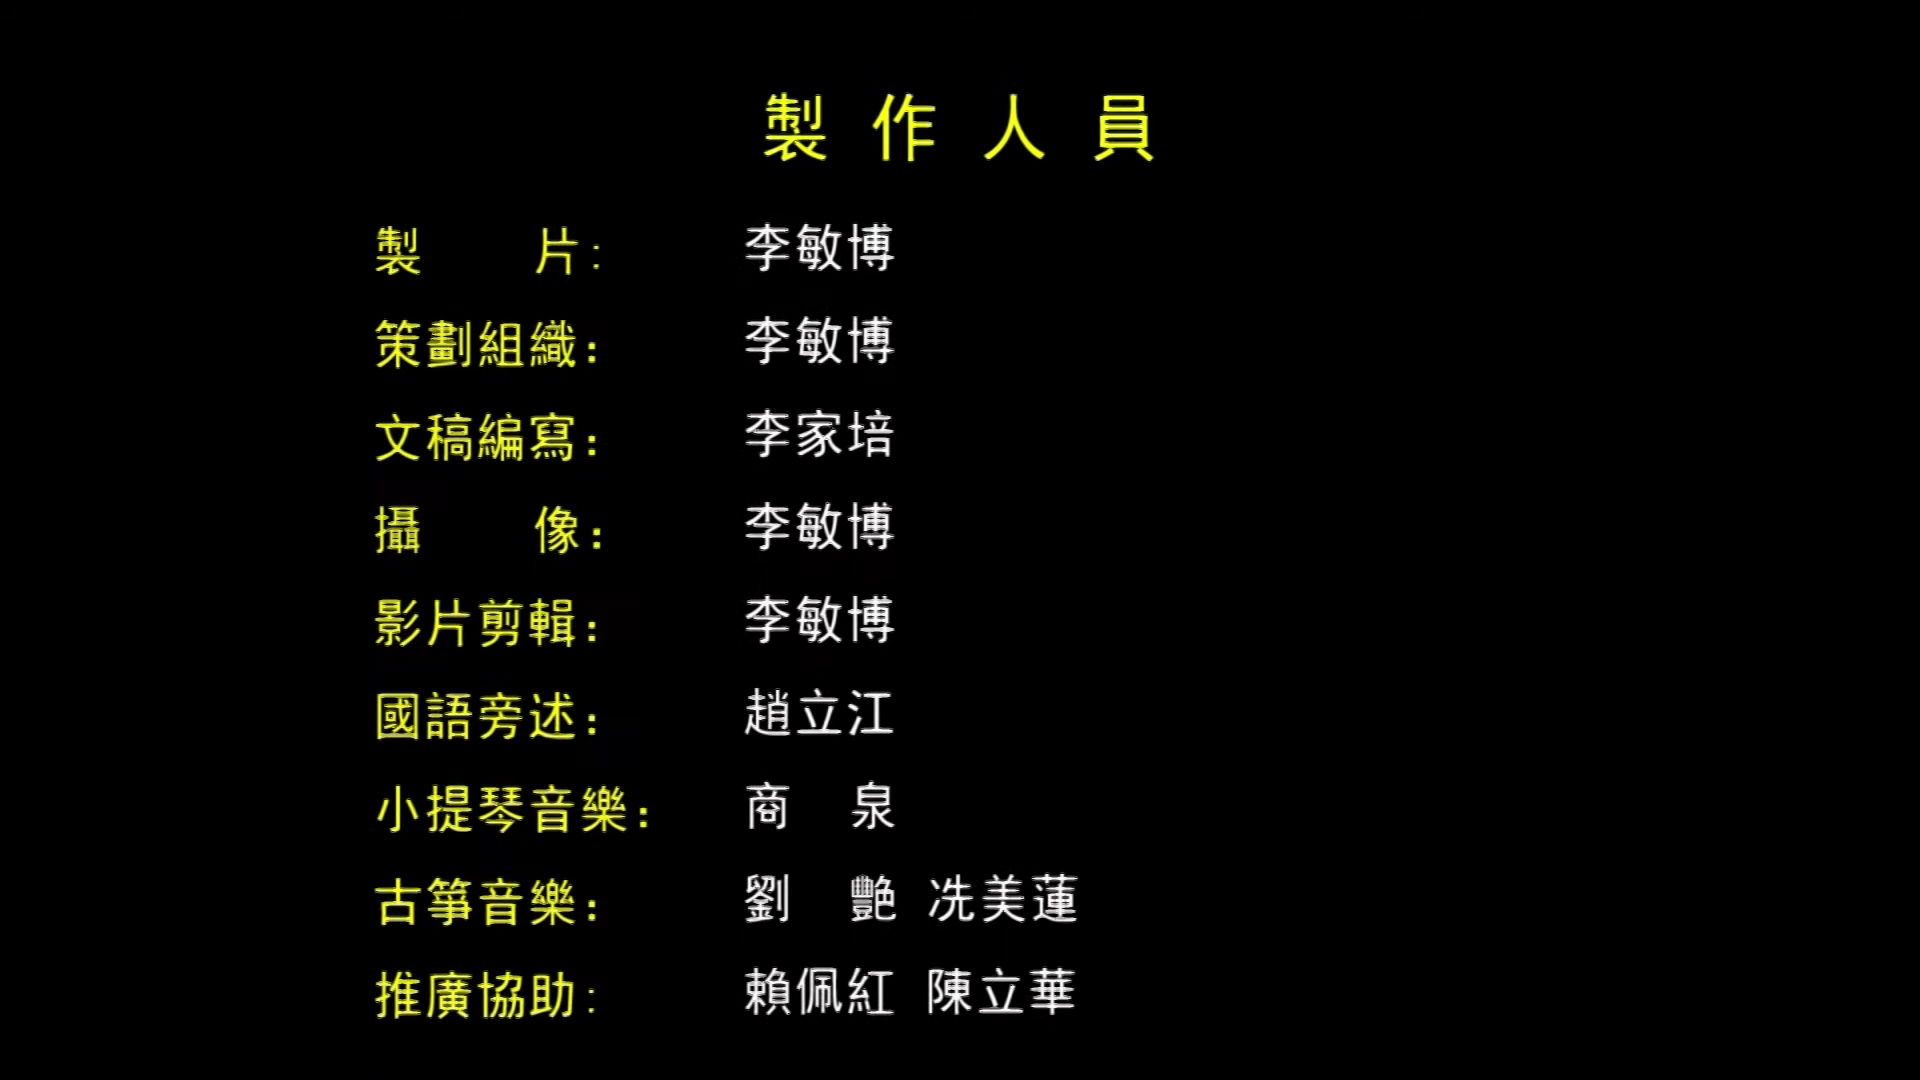 製作人員
製　　片: 李敏博
策劃組織: 李敏博
文稿編寫: 李家培
攝　　像: 李敏博
影片剪輯: 李敏博
國語旁述: 趙立江
小提琴音樂: 商　泉
古箏音樂: 劉　艷 冼美蓮
推廣協助: 賴佩紅 陳立華